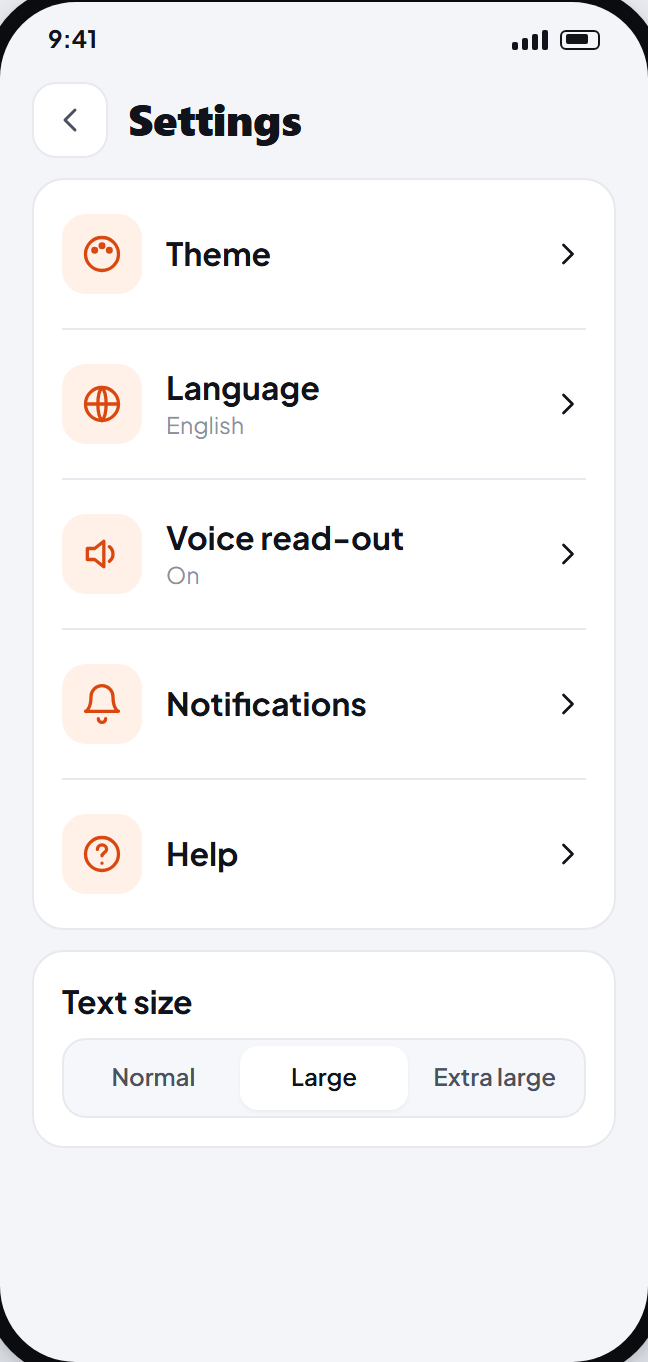 9:41
Settings
Theme
Language
English
Voice read-out
On
Notifications
Help
Text size
Normal Large Extra large